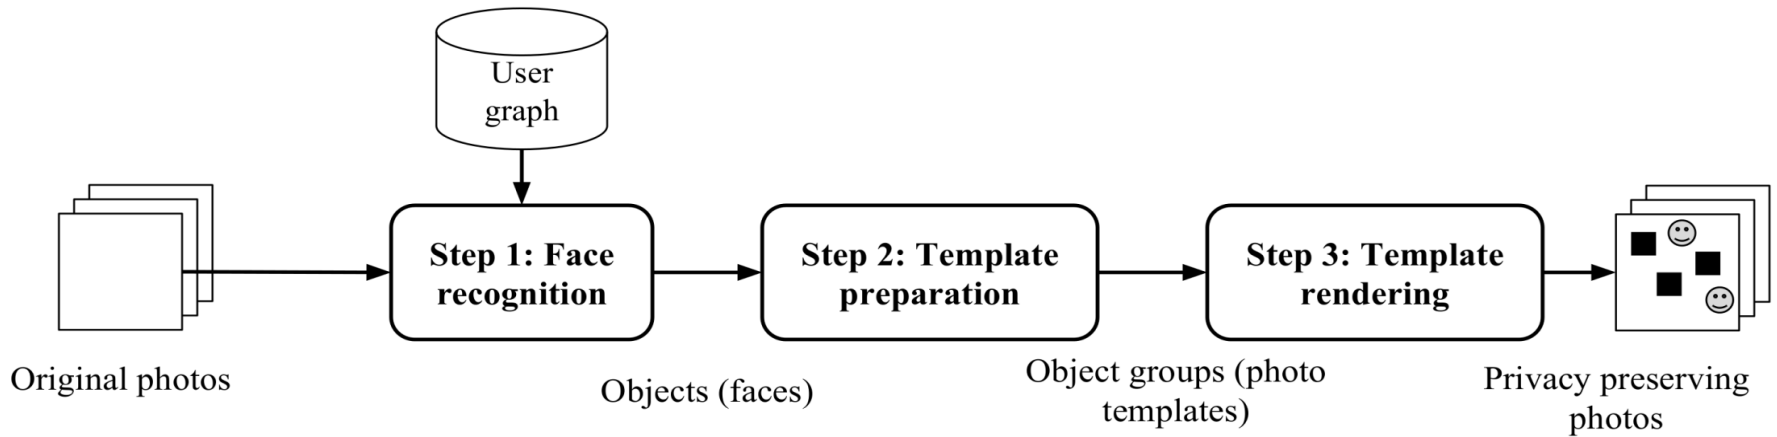 User
graph
Step 1: Face
recognition
Step 2: Template
preparation
Step 3: Template
rendering
Original photos
Objects (faces)
Object groups (photo
templates)
Privacy preserving
photos